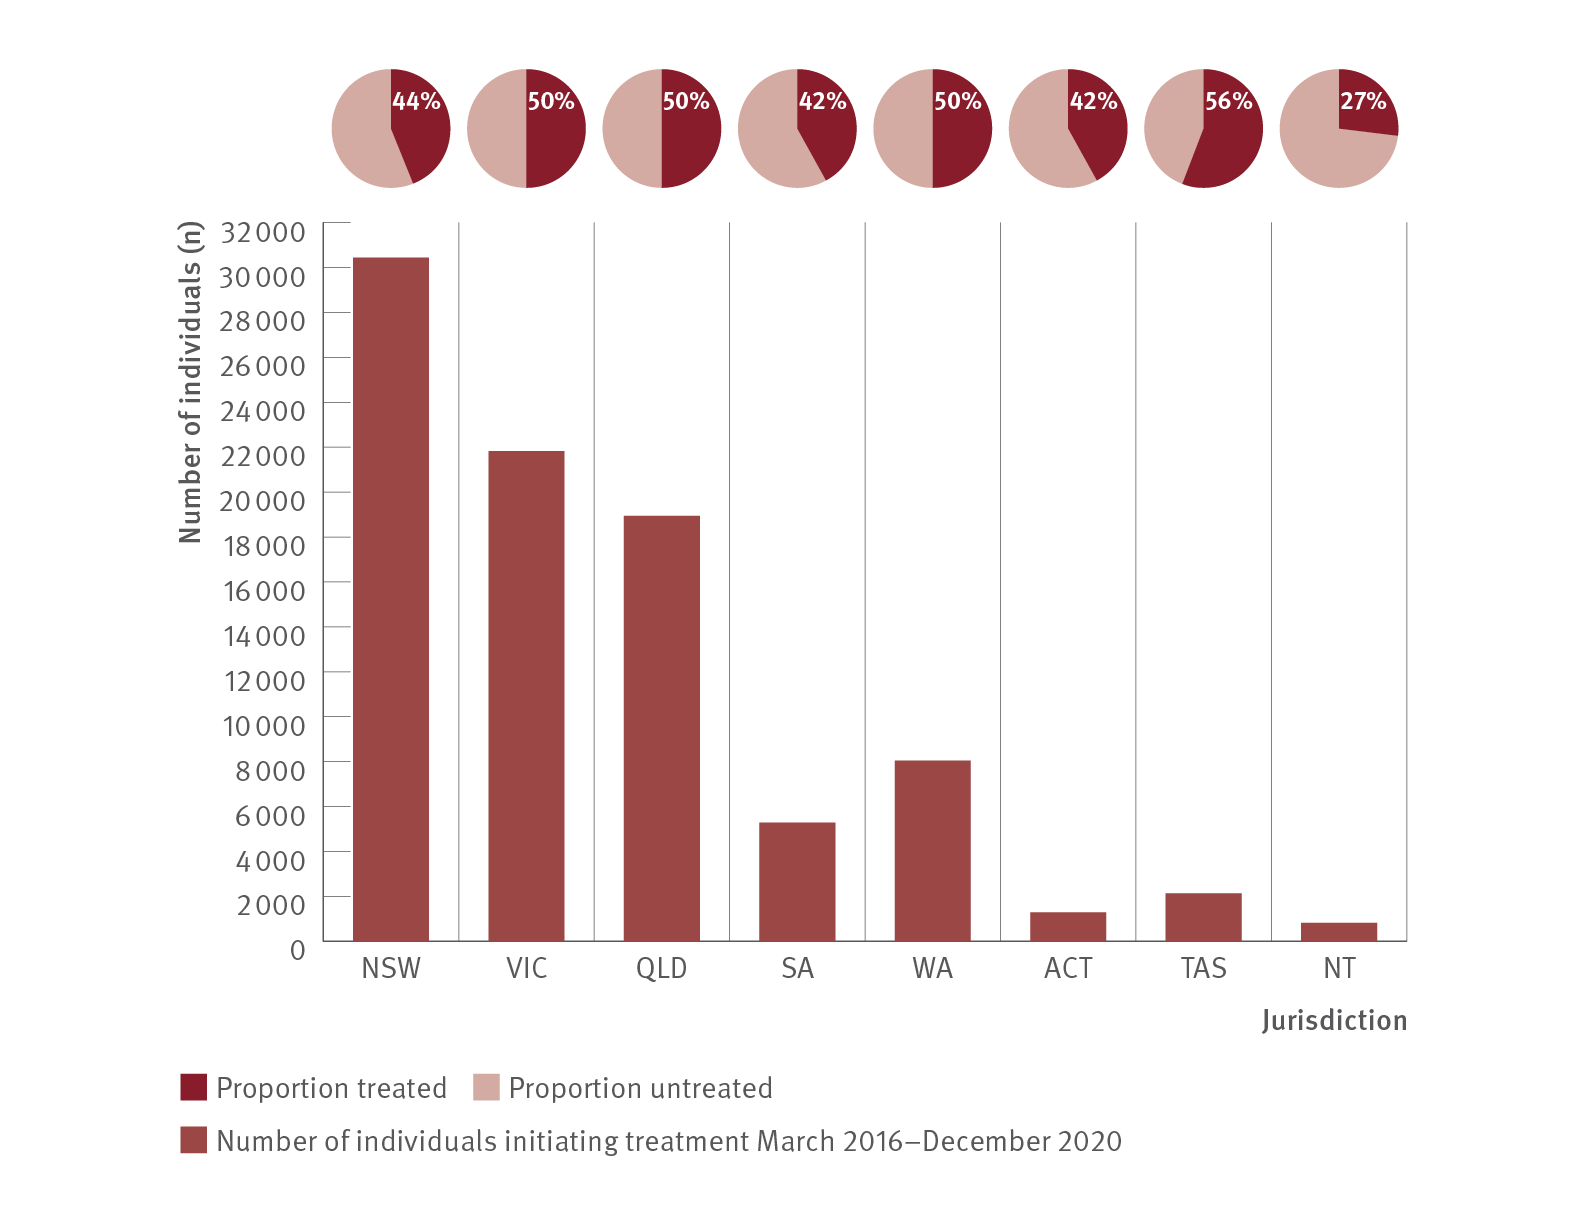 44% 50% 50% 42% 50% 42% 56% 27%
Number of individuals (n)
32 000
30 000
28 000
26 000
24 000
22 000
20 000
18 000
16 000
14 000
12 000
10 000
8 000
6 000
4 000
2 000
0
NSW VIC QLD SA WA ACT TAS NT
Jurisdiction
Proportion treated Proportion untreated
Number of individuals initiating treatment March 2016–December 2020